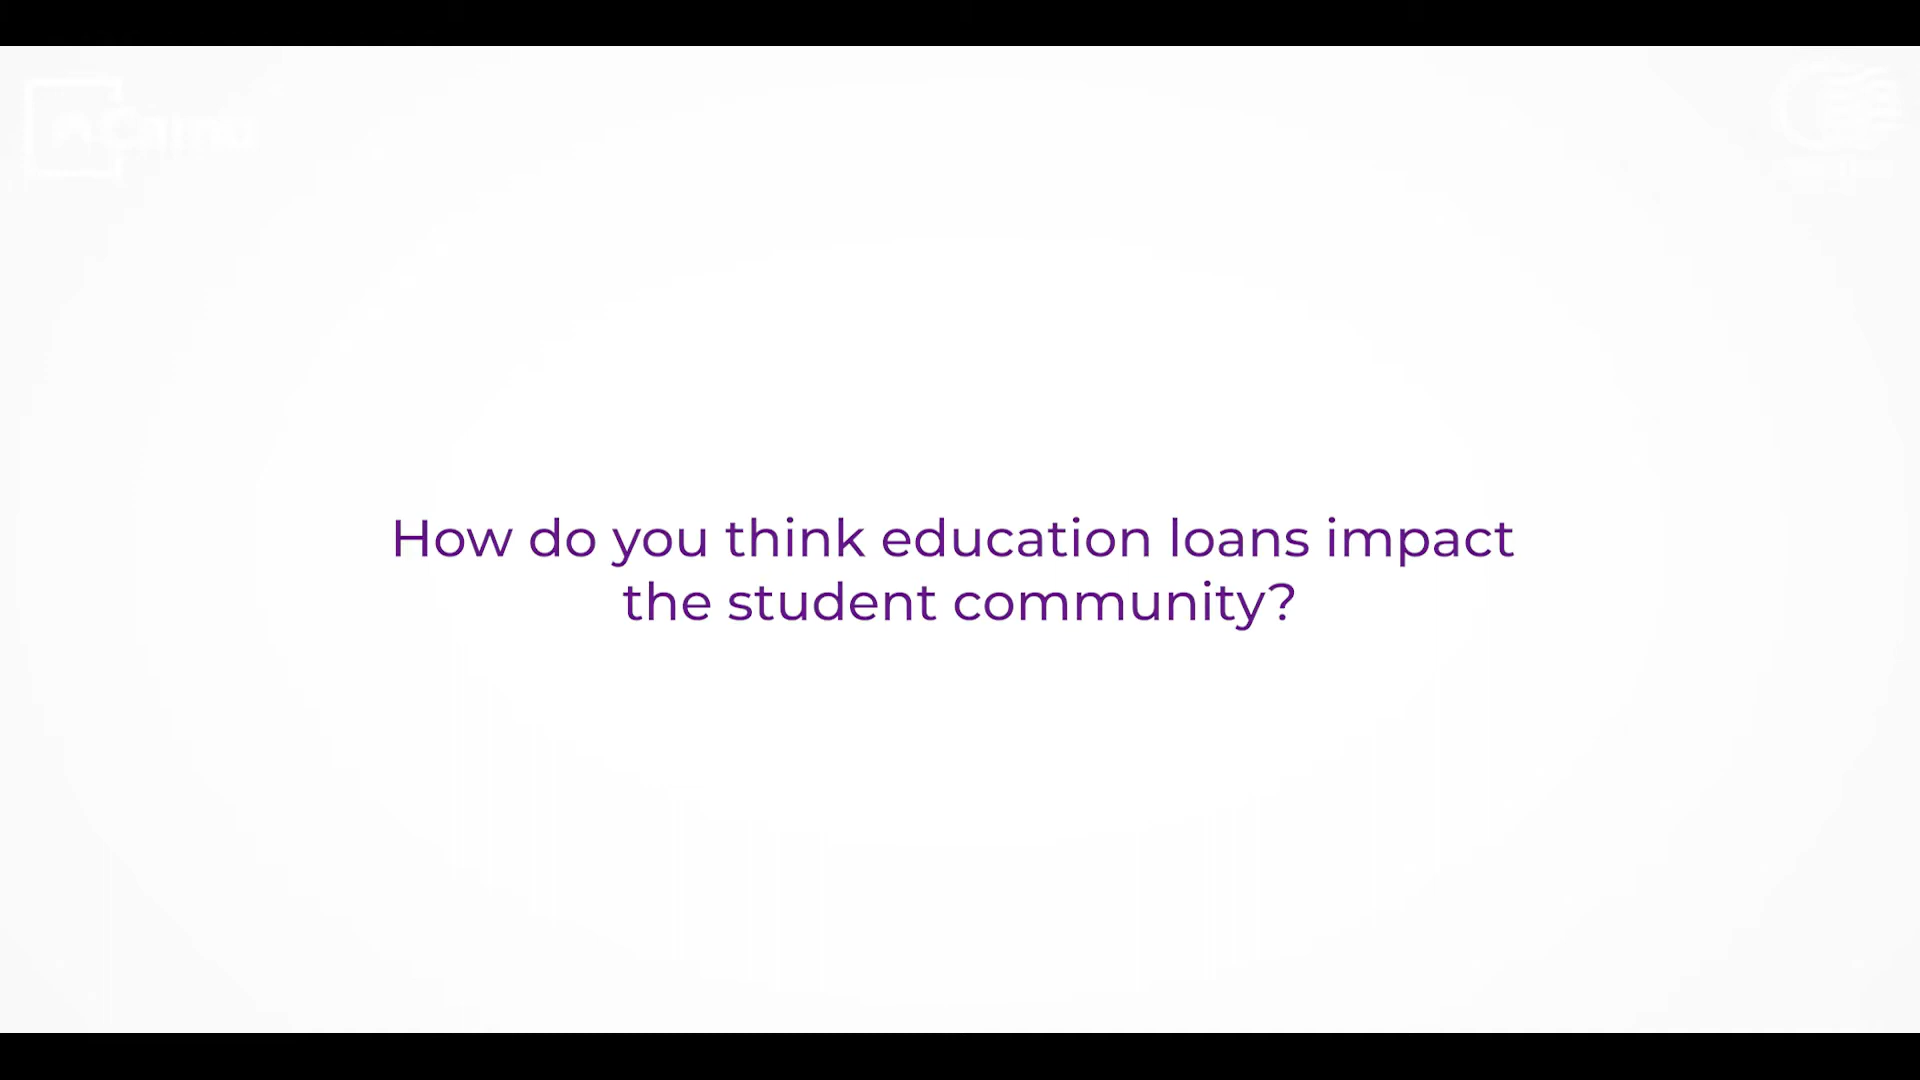 How do you think education loans impact
the student community?